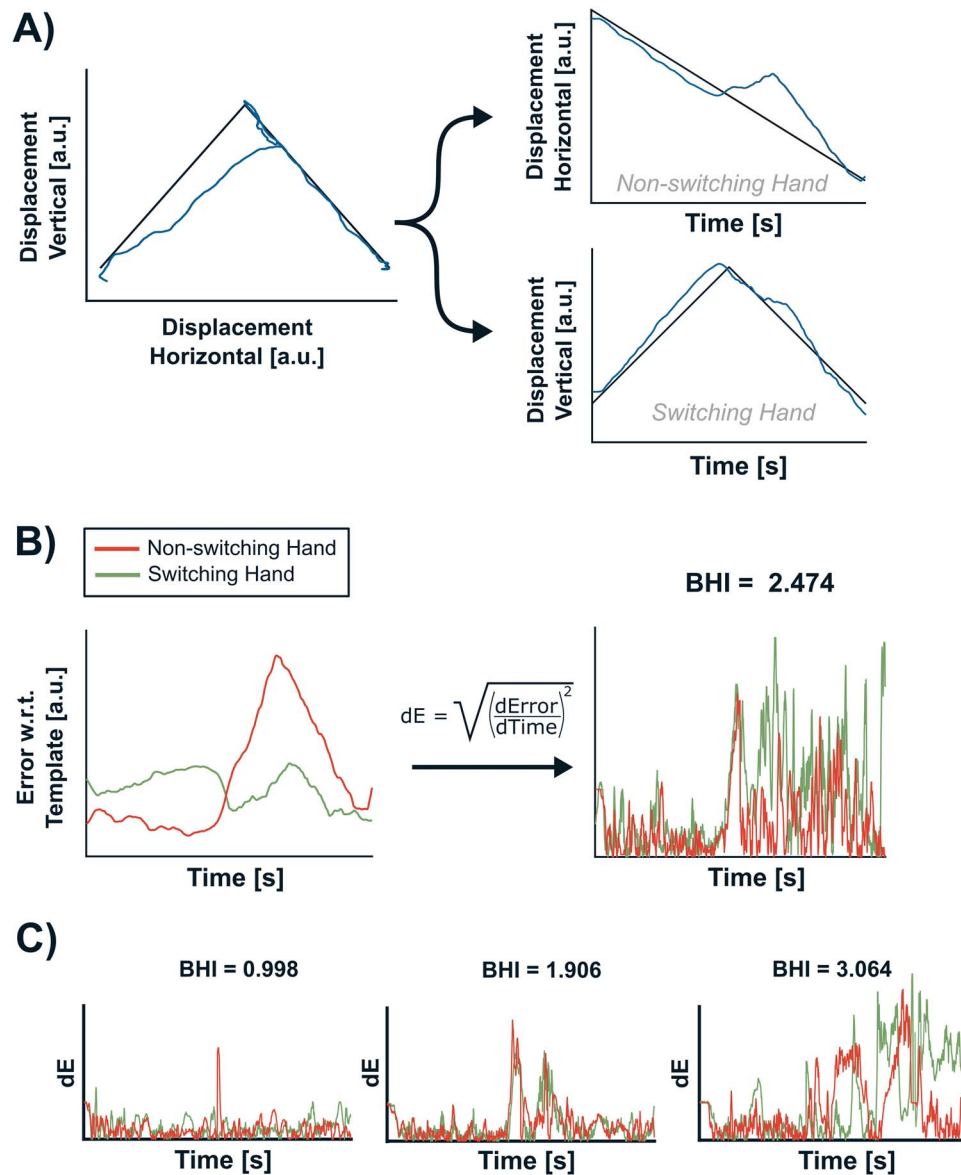 A)
Displacement
Vertical [a.u.]
Displacement
Horizontal [a.u.]
Displacement
Horizontal [a.u.]
Non-switching Hand
Time [s]
Displacement
Vertical [a.u.]
Switching Hand
Time [s]
B)
Non-switching Hand
Switching Hand
Error w.r.t.
Template [a.u.]
Time [s]
dE = √(dError/dTime)²
BHI = 2.474
Time [s]
C)
BHI = 0.998
dE
Time [s]
BHI = 1.906
dE
Time [s]
BHI = 3.064
dE
Time [s]